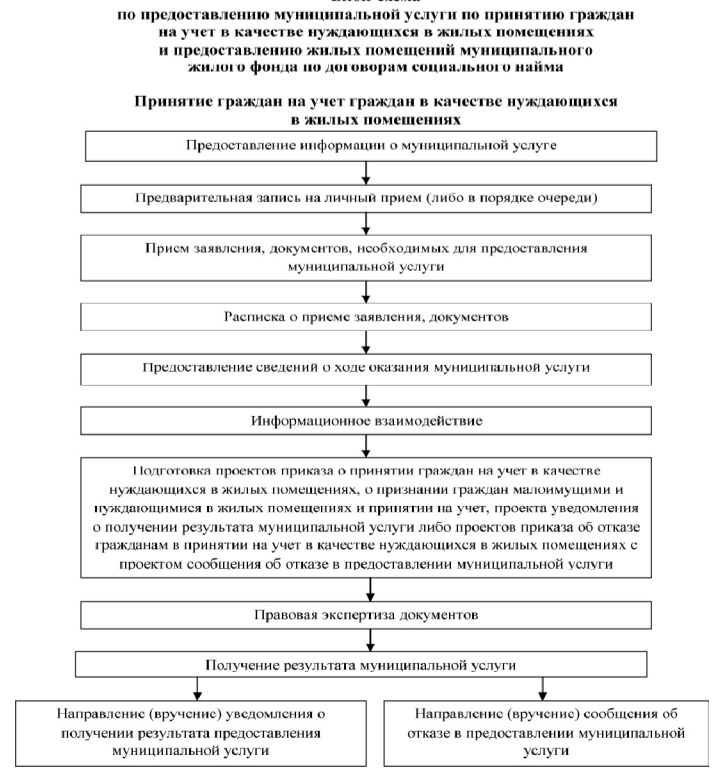 по предоставлению муниципальной услуги по принятию граждан
на учет в качестве нуждающихся в жилых помещениях
и предоставлению жилых помещений муниципального
жилого фонда по договорам социального найма
Принятие граждан на учет граждан в качестве нуждающихся
в жилых помещениях
Предоставление информации о муниципальной услуге
Предварительная запись на личный прием (либо в порядке очереди)
Прием заявления, документов, необходимых для предоставления
муниципальной услуги
Расписка о приеме заявления, документов
Предоставление сведений о ходе оказания муниципальной услуги
Информационное взаимодействие
Подготовка проектов приказа о принятии граждан на учет в качестве
нуждающихся в жилых помещениях, о признании граждан малоимущими и
нуждающимися в жилых помещениях и принятии на учет, проекта уведомления
о получении результата муниципальной услуги либо проектов приказа об отказе
гражданам в принятии на учет в качестве нуждающихся в жилых помещениях с
проектом сообщения об отказе в предоставлении муниципальной услуги
Правовая экспертиза документов
Получение результата муниципальной услуги
Направление (вручение) уведомления о
получении результата предоставления
муниципальной услуги
Направление (вручение) сообщения об
отказе в предоставлении муниципальной
услуги